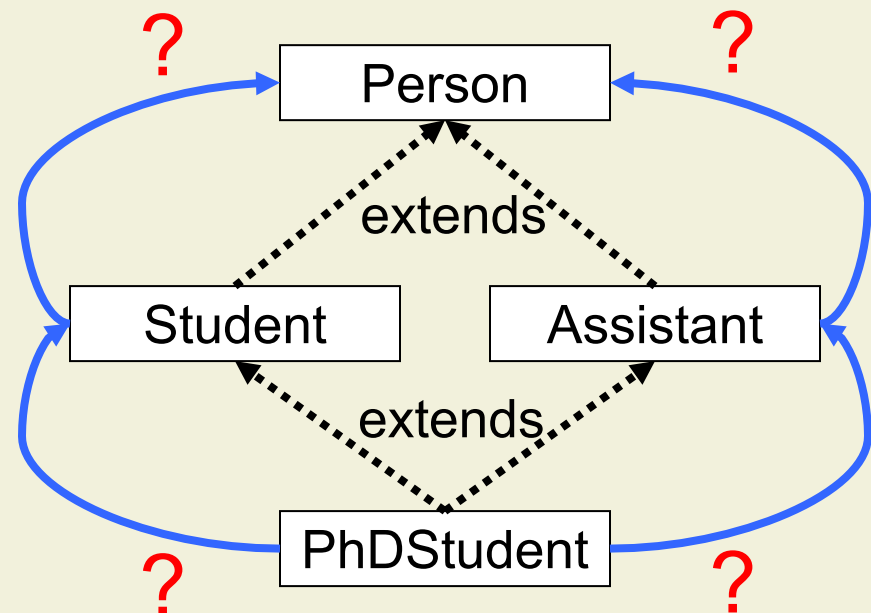 ? ?
Person
extends
Student Assistant
extends
PhDStudent
? ?